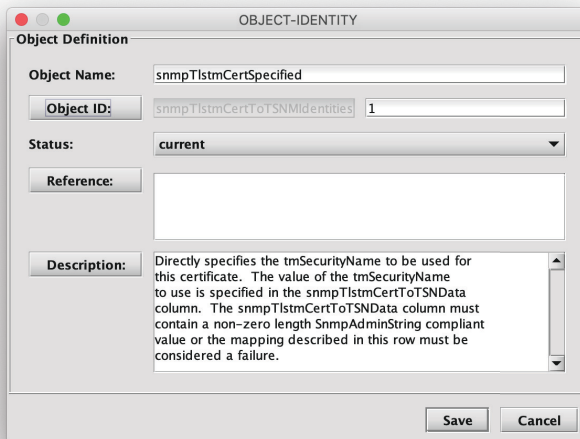 OBJECT-IDENTITY
Object Definition
Object Name: snmpTlstmCertSpecified
Object ID: snmpTlstmCertToTSNMIdentities 1
Status: current
Reference:
Description: Directly specifies the tmSecurityName to be used for
this certificate.  The value of the tmSecurityName
to use is specified in the snmpTlstmCertToTSNData
column.  The snmpTlstmCertToTSNData column must
contain a non-zero length SnmpAdminString compliant
value or the mapping described in this row must be
considered a failure.
Save Cancel